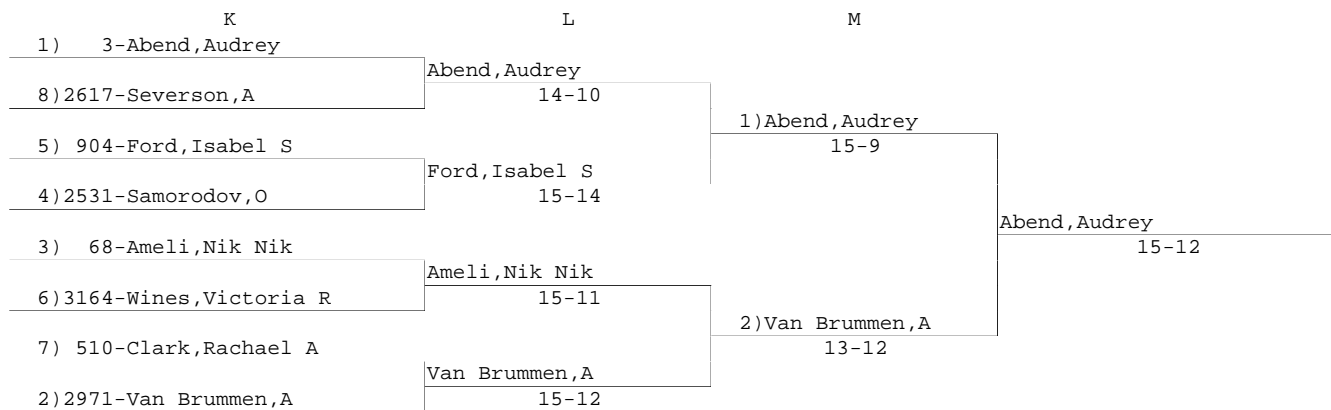 K L M
1) 3-Abend,Audrey
Abend,Audrey
8)2617-Severson,A 14-10
1)Abend,Audrey
5) 904-Ford,Isabel S 15-9
Ford,Isabel S
4)2531-Samorodov,O 15-14
Abend,Audrey
3) 68-Ameli,Nik Nik 15-12
Ameli,Nik Nik
6)3164-Wines,Victoria R 15-11
2)Van Brummen,A
7) 510-Clark,Rachael A 13-12
Van Brummen,A
2)2971-Van Brummen,A 15-12